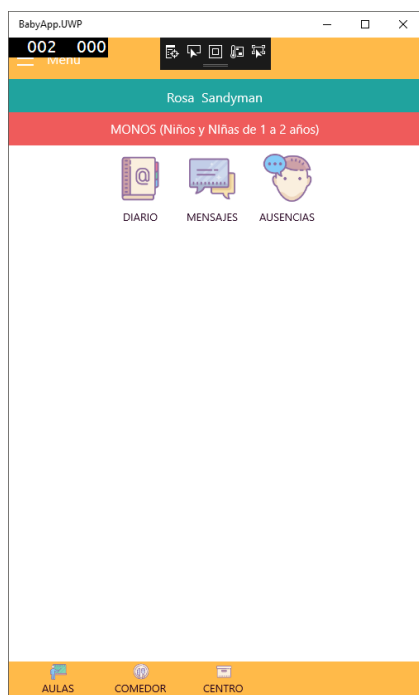 BabyApp.UWP
002 000
Menu
Rosa Sandyman
MONOS (Niños y NIñas de 1 a 2 años)
DIARIO MENSAJES AUSENCIAS
AULAS COMEDOR CENTRO